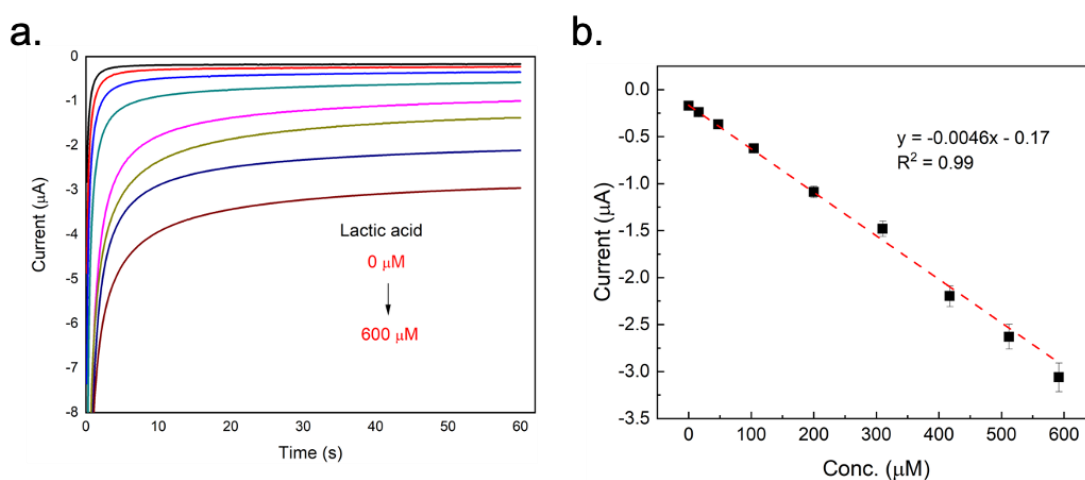 a.
0
-1
-2
-3
-4
-5
-6
-7
-8
Current (μA)
Lactic acid
0 μM
600 μM
0
10
20
30
40
50
60
Time (s)
b.
0.0
-0.5
-1.0
-1.5
-2.0
-2.5
-3.0
-3.5
Current (μA)
y = -0.0046x - 0.17
R² = 0.99
0
100
200
300
400
500
600
Conc. (μM)